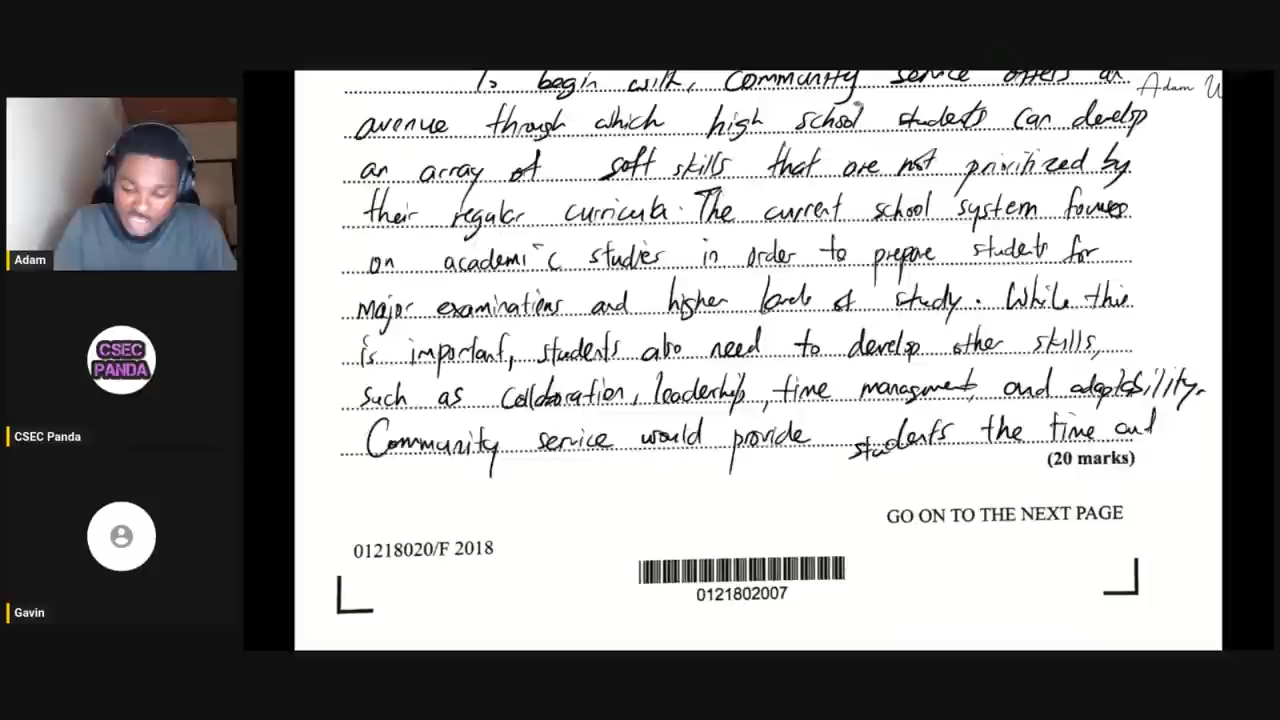 To begin with, Community service offers an
Adam W
avenue through which high school students can develop
an array of soft skills that are not prioritized by
their regular curricula. The current school system focuses
on academic studies in order to prepare students for
Major examinations and higher levels of study. While this
is important, students also need to develop other skills,
such as collaboration, leadership, time managment, and adaptability.
Community service would provide students the time and
(20 marks)
GO ON TO THE NEXT PAGE
01218020/F 2018
0121802007
Adam
CSEC
PANDA
CSEC Panda
Gavin